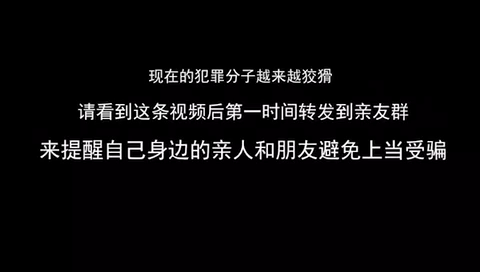 现在的犯罪分子越来越狡猾
请看到这条视频后第一时间转发到亲友群
来提醒自己身边的亲人和朋友避免上当受骗